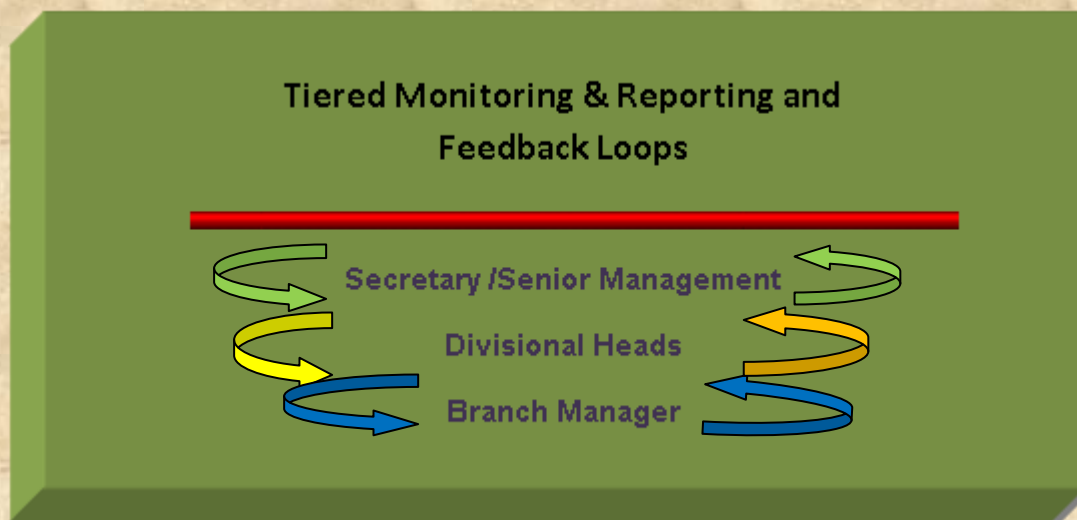 Tiered Monitoring & Reporting and
Feedback Loops
Secretary /Senior Management
Divisional Heads
Branch Manager